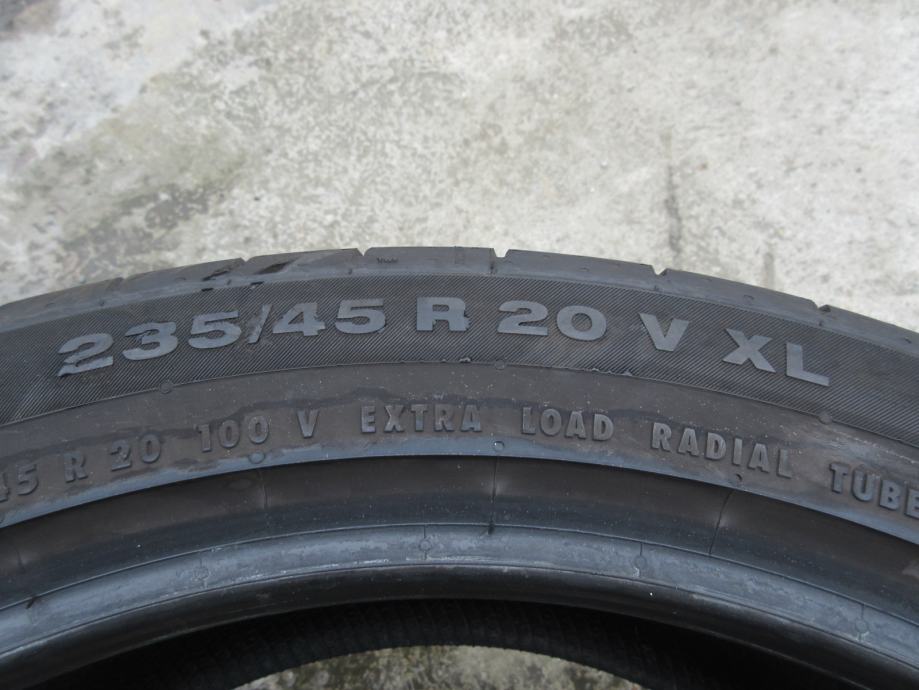 235/45 R 20 V XL
45 R 20 100 V EXTRA LOAD RADIAL TUBE